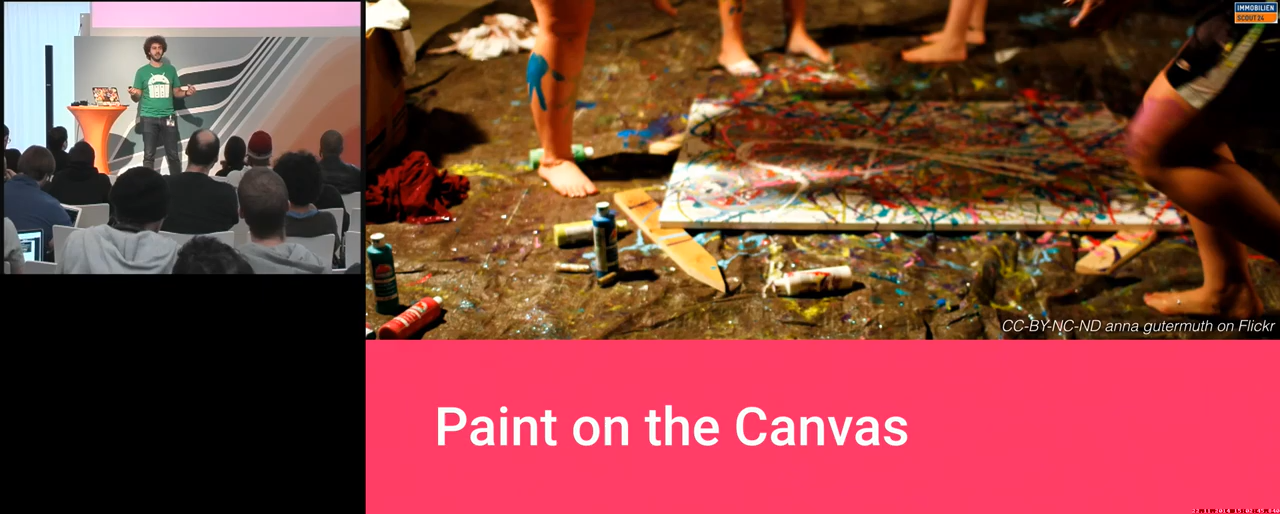 IMMOBILIEN
SCOUT24
CC-BY-NC-ND anna gutermuth on Flickr
Paint on the Canvas